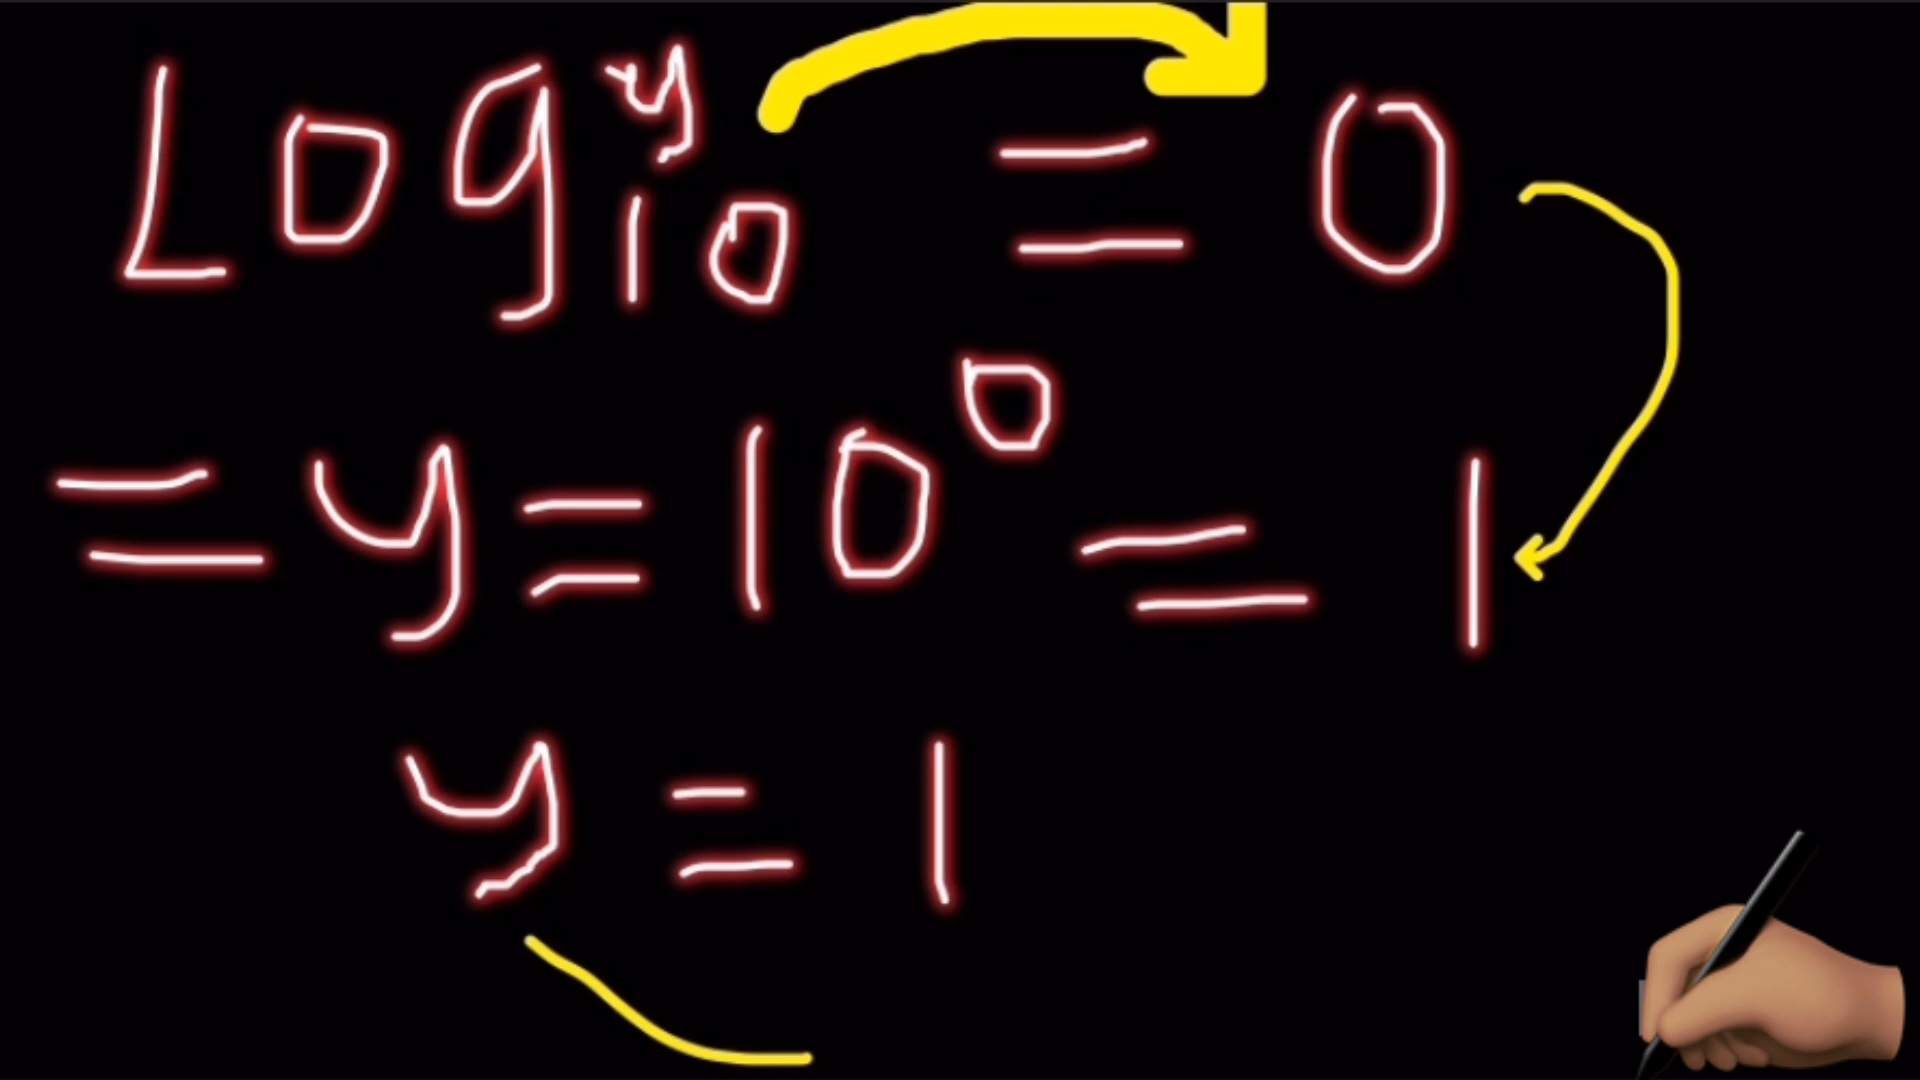 Log₁₀ʸ = 0
= y = 10⁰ = 1
y = 1